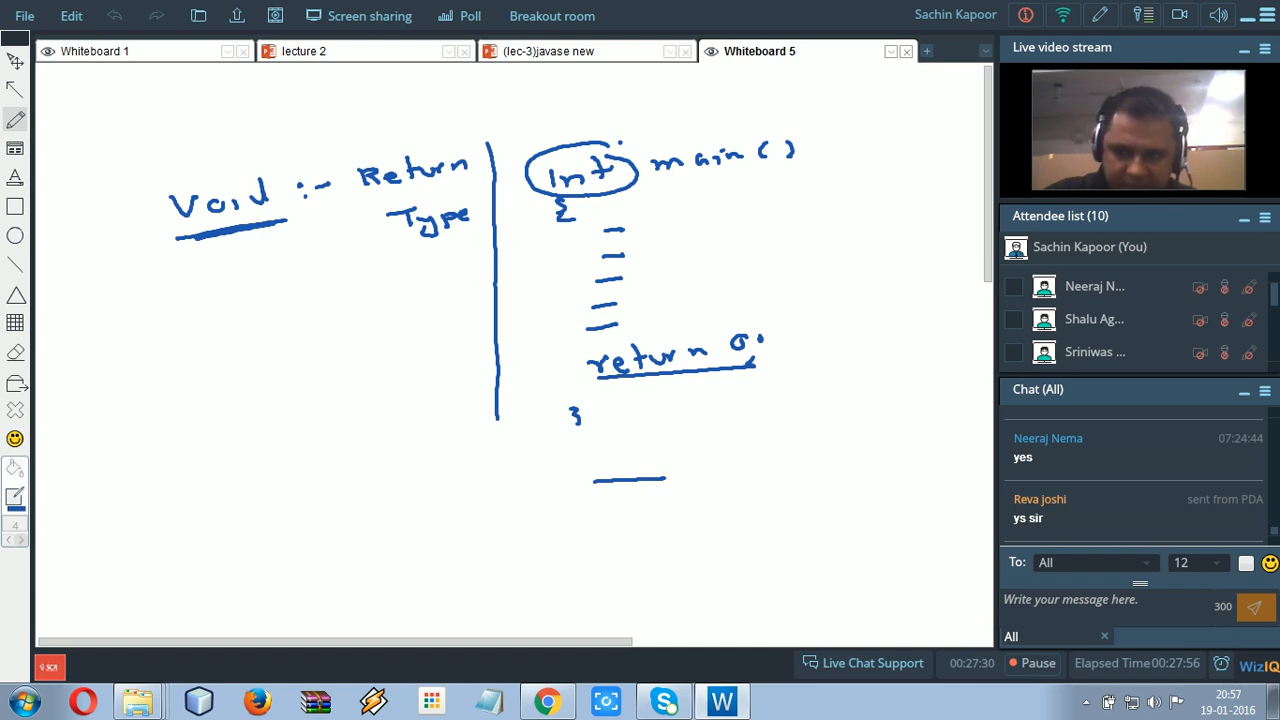 File Edit Screen sharing Poll Breakout room Sachin Kapoor
Whiteboard 1 lecture 2 (lec-3)javase new Whiteboard 5
Live video stream
Void :- Return
Type
Int main ( )
{
return 0.
}
4
Attendee list (10)
Sachin Kapoor (You)
Neeraj N...
Shalu Ag...
Sriniwas ...
Chat (All)
Neeraj Nema 07:24:44
yes
Reva joshi sent from PDA
ys sir
To: All 12
Write your message here. 300
All
Live Chat Support 00:27:30 Pause Elapsed Time 00:27:56 WizIQ
20:57
19-01-2016